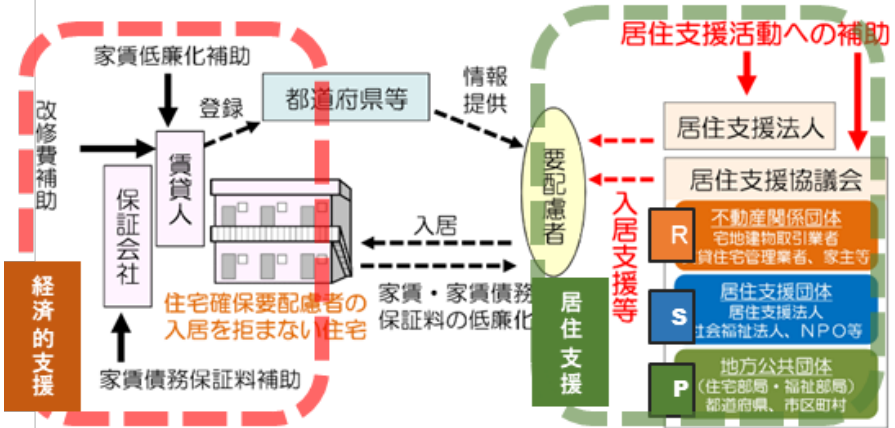 家賃低廉化補助
改修費補助
登録
都道府県等
情報
提供
賃貸人
保証会社
要配慮者
入居
住宅確保要配慮者の
入居を拒まない住宅
家賃・家賃債務
保証料の低廉化
家賃債務保証料補助
経済的支援
居住支援活動への補助
居住支援法人
居住支援協議会
入居支援等
居住支援
R
不動産関係団体
宅地建物取引業者
貸住宅管理業者、家主等
S
居住支援団体
居住支援法人
社会福祉法人、NPO等
P
地方公共団体
（住宅部局・福祉部局）
都道府県、市区町村